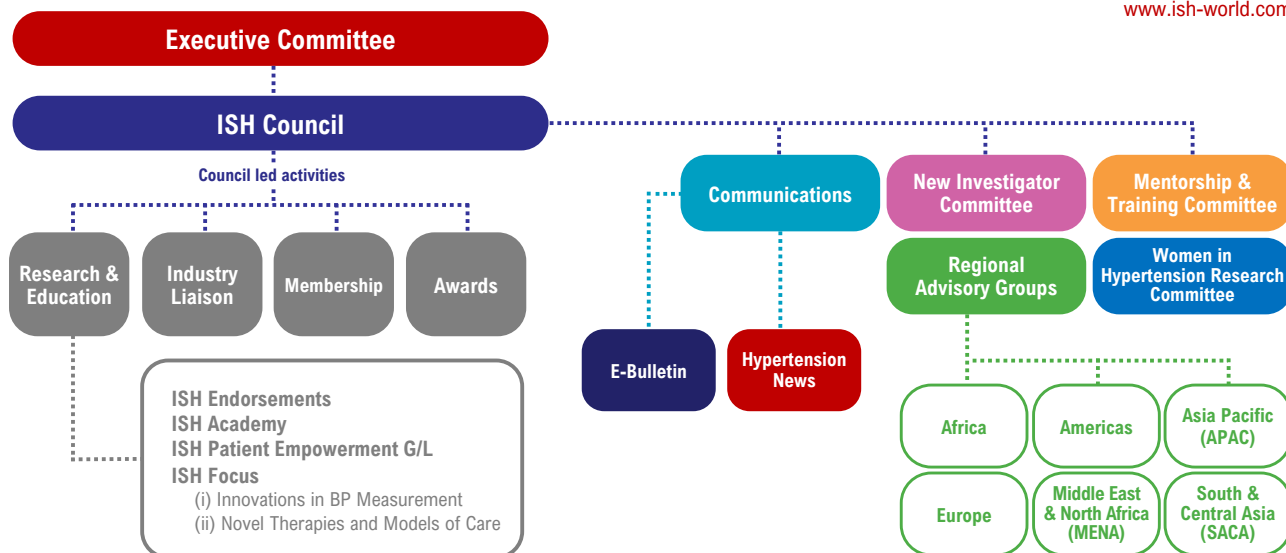 www.ish-world.com
Executive Committee
ISH Council
Council led activities
Research &
Education
Industry
Liaison
Membership
Awards
ISH Endorsements
ISH Academy
ISH Patient Empowerment G/L
ISH Focus
(i) Innovations in BP Measurement
(ii) Novel Therapies and Models of Care
Communications
New Investigator
Committee
Mentorship &
Training Committee
Regional
Advisory Groups
Women in
Hypertension Research
Committee
E-Bulletin
Hypertension
News
Africa
Americas
Asia Pacific
(APAC)
Europe
Middle East
& North Africa
(MENA)
South &
Central Asia
(SACA)